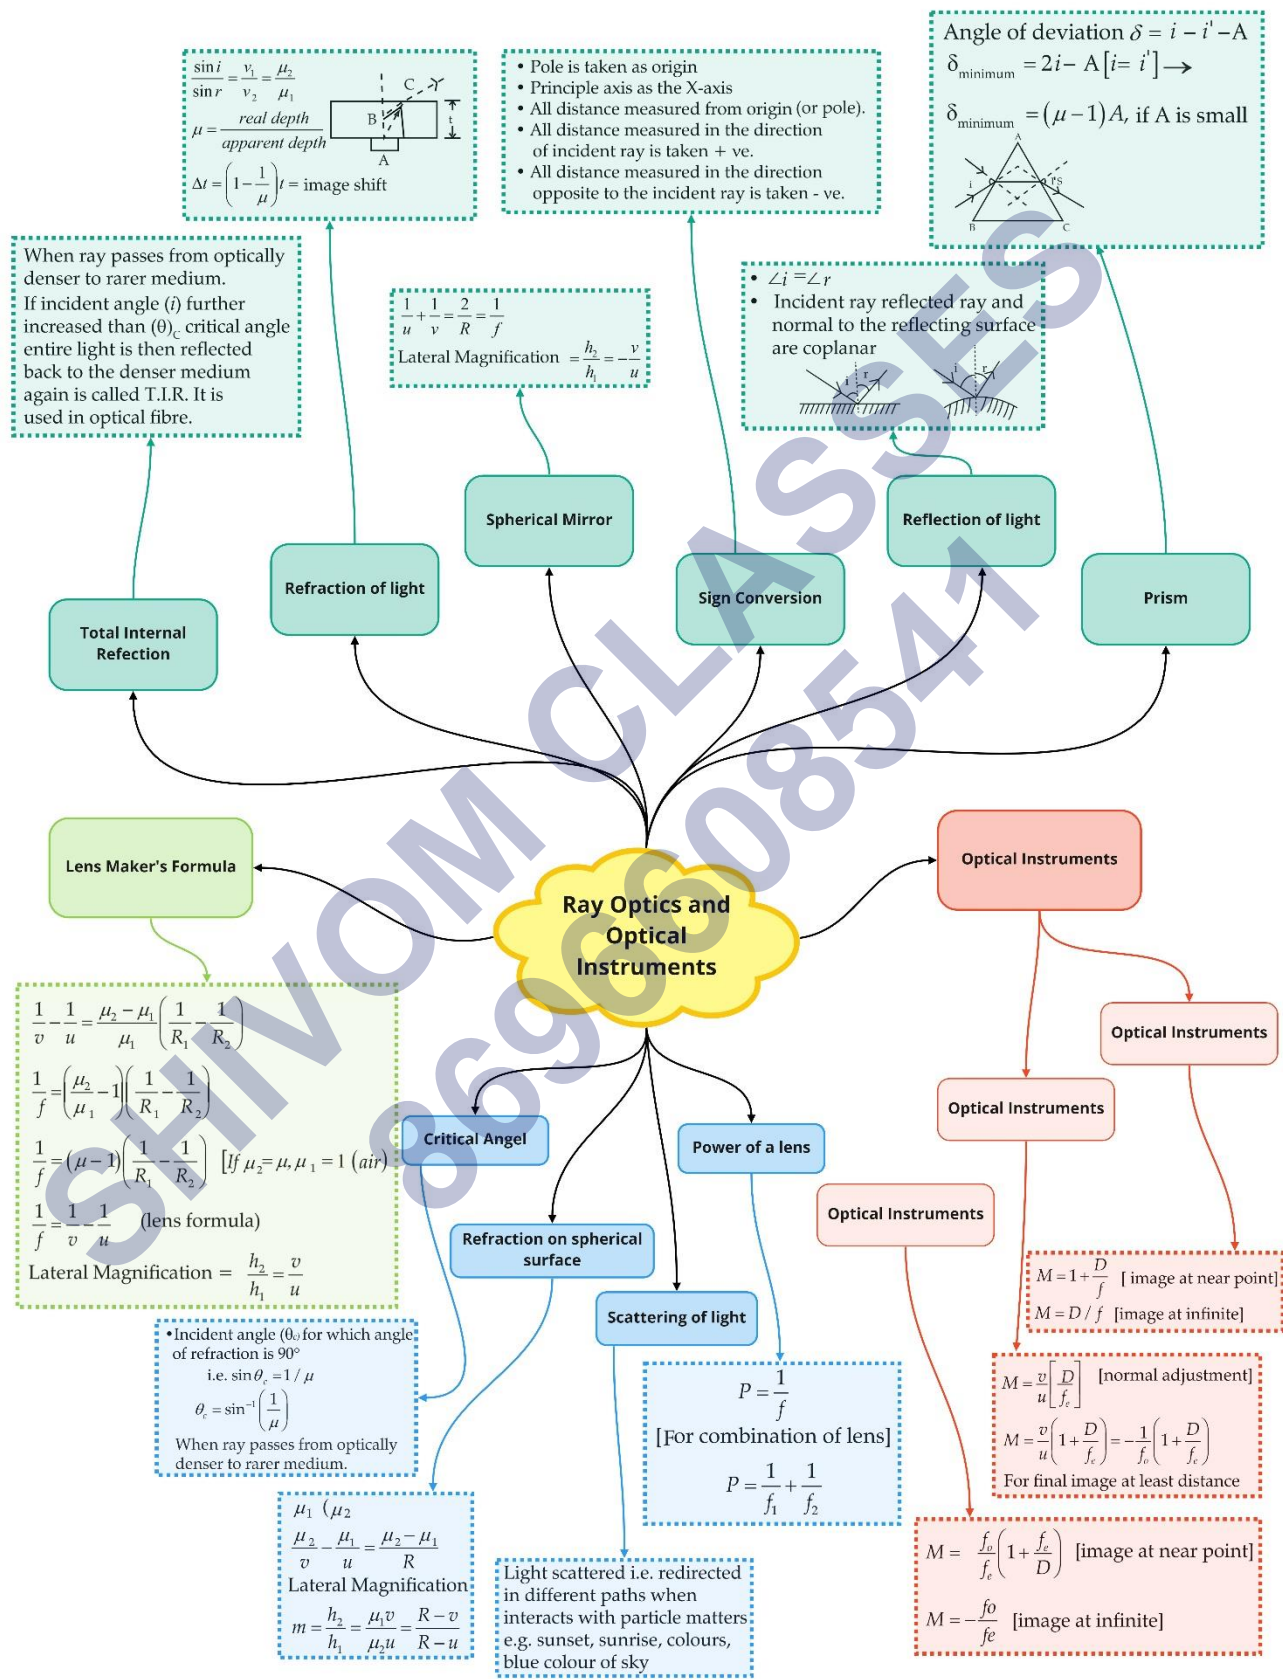 Angle of deviation δ = i – i' – A
δ_minimum = 2i – A [i = i'] →
δ_minimum = (μ – 1) A, if A is small
A
i
r's
B
C
sin i / sin r = v₁ / v₂ = μ₂ / μ₁
μ = real depth / apparent depth
Δt = (1 – 1/μ) t = image shift
C
B
t
A
• Pole is taken as origin
• Principle axis as the X-axis
• All distance measured from origin (or pole).
• All distance measured in the direction
of incident ray is taken + ve.
• All distance measured in the direction
opposite to the incident ray is taken - ve.
When ray passes from optically
denser to rarer medium.
If incident angle (i) further
increased than (θ)_C critical angle
entire light is then reflected
back to the denser medium
again is called T.I.R. It is
used in optical fibre.
1/u + 1/v = 2/R = 1/f
Lateral Magnification = h₂/h₁ = –v/u
• ∠i = ∠r
• Incident ray reflected ray and
normal to the reflecting surface
are coplanar
i r
i r
Spherical Mirror
Reflection of light
Refraction of light
Sign Conversion
Prism
Total Internal
Refection
Lens Maker's Formula
Optical Instruments
Ray Optics and
Optical
Instruments
1/v – 1/u = (μ₂ – μ₁)/μ₁ (1/R₁ – 1/R₂)
1/f = (μ₂/μ₁ – 1)(1/R₁ – 1/R₂)
1/f = (μ – 1)(1/R₁ – 1/R₂) [If μ₂ = μ, μ₁ = 1 (air)
1/f = 1/v – 1/u (lens formula)
Lateral Magnification = h₂/h₁ = v/u
Optical Instruments
Optical Instruments
Critical Angel
Power of a lens
Optical Instruments
Refraction on spherical
surface
Scattering of light
M = 1 + D/f [ image at near point]
M = D / f [image at infinite]
• Incident angle (θc) for which angle
of refraction is 90°
i.e. sin θ_c = 1 / μ
θ_c = sin⁻¹(1/μ)
When ray passes from optically
denser to rarer medium.
P = 1/f
[For combination of lens]
P = 1/f₁ + 1/f₂
M = v/u [D/f_e] [normal adjustment]
M = v/u (1 + D/f_e) = –1/f_o (1 + D/f_e)
For final image at least distance
μ₁ (μ₂
μ₂/v – μ₁/u = (μ₂ – μ₁)/R
Lateral Magnification
m = h₂/h₁ = μ₁v/μ₂u = (R – v)/(R – u)
Light scattered i.e. redirected
in different paths when
interacts with particle matters
e.g. sunset, sunrise, colours,
blue colour of sky
M = f_o/f_e (1 + f_e/D) [image at near point]
M = –fo/fe [image at infinite]
SHIVOM CLASSES
8696608541